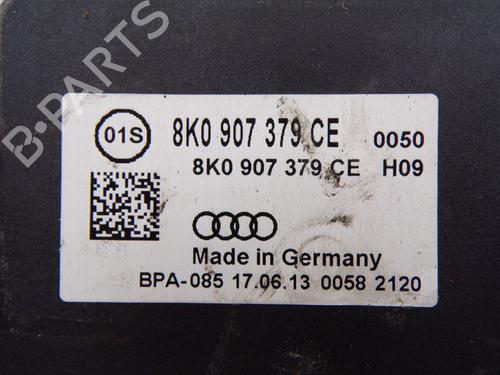 B-PARTS
01S 8K0 907 379 CE 0050
8K0 907 379 CE H09
Made in Germany
BPA-085 17.06.13 0058 2120